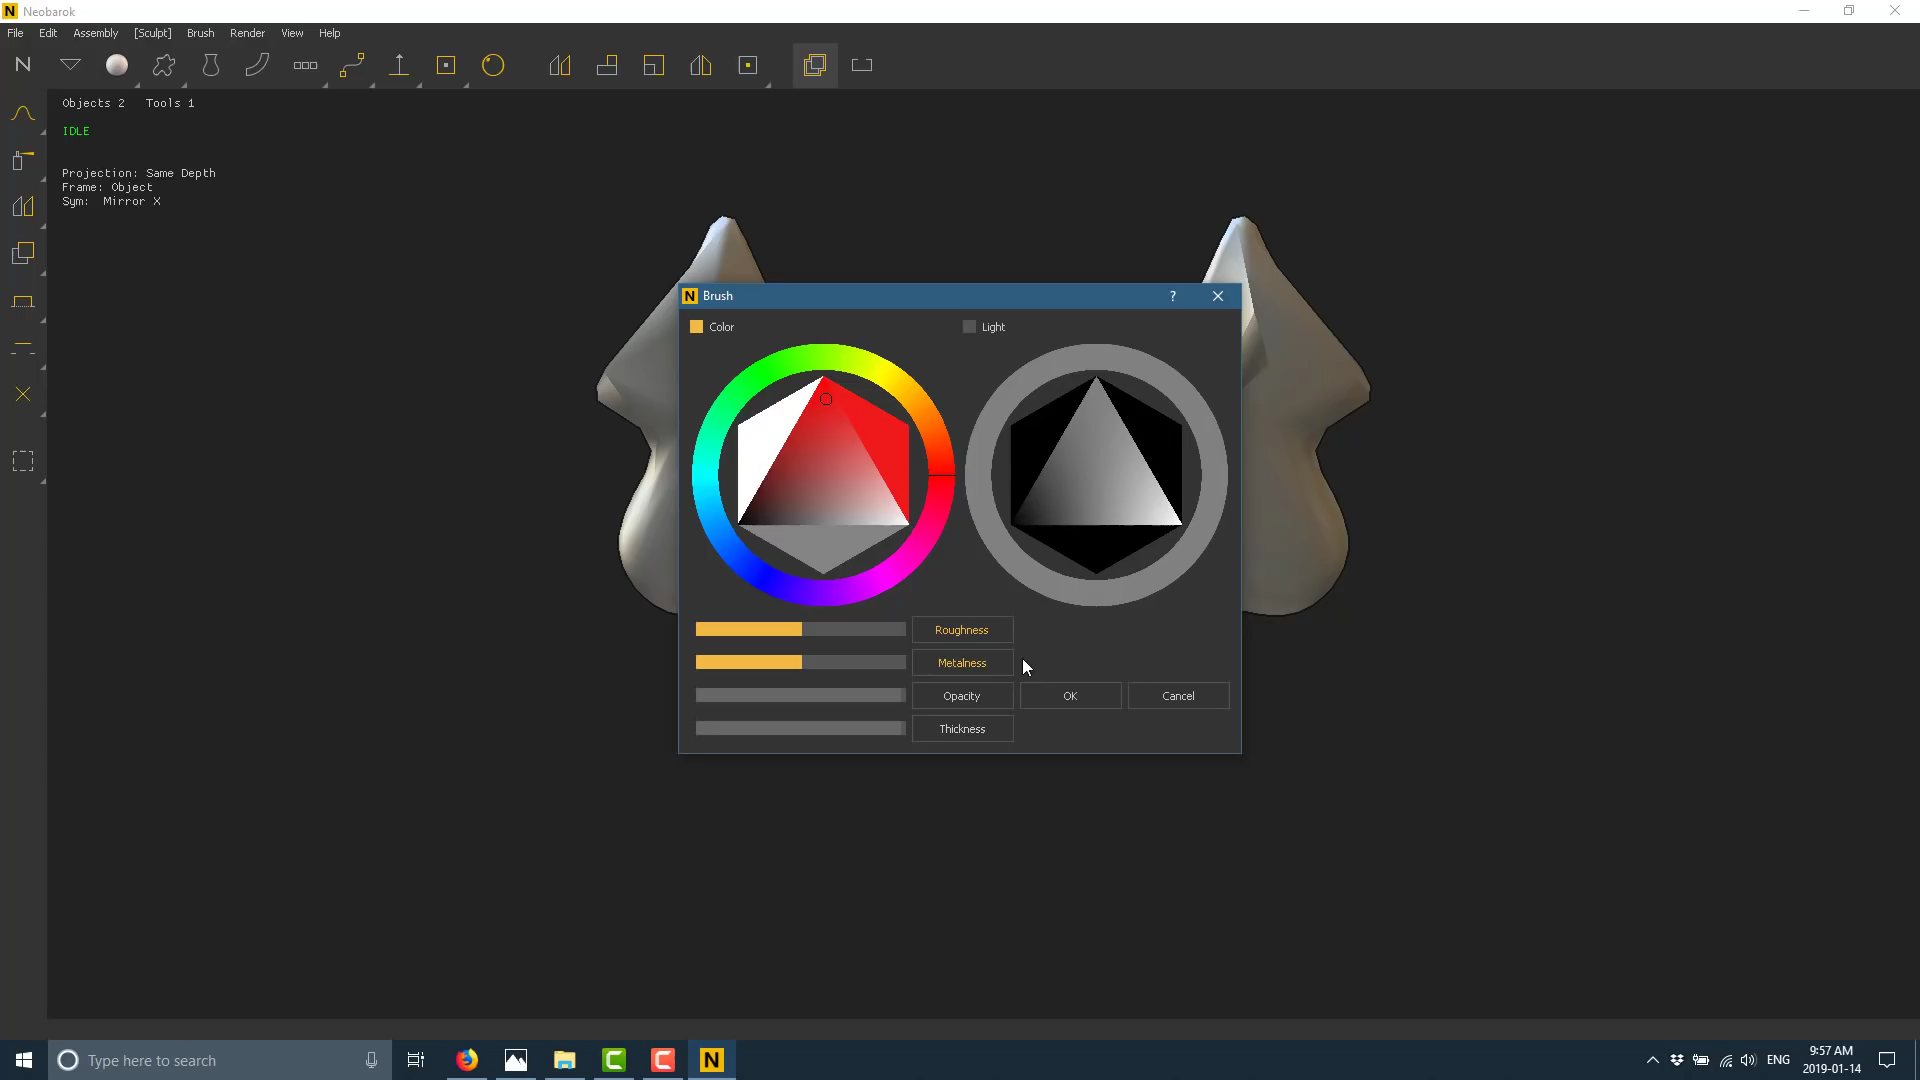 N Neobarok
File Edit Assembly [Sculpt] Brush Render View Help
N
Objects 2 Tools 1
IDLE
Projection: Same Depth
Frame: Object
Sym: Mirror X
N Brush ?
Color
Light
Roughness
Metalness
Opacity
OK
Cancel
Thickness
Type here to search
C
C
N
ENG
9:57 AM
2019-01-14